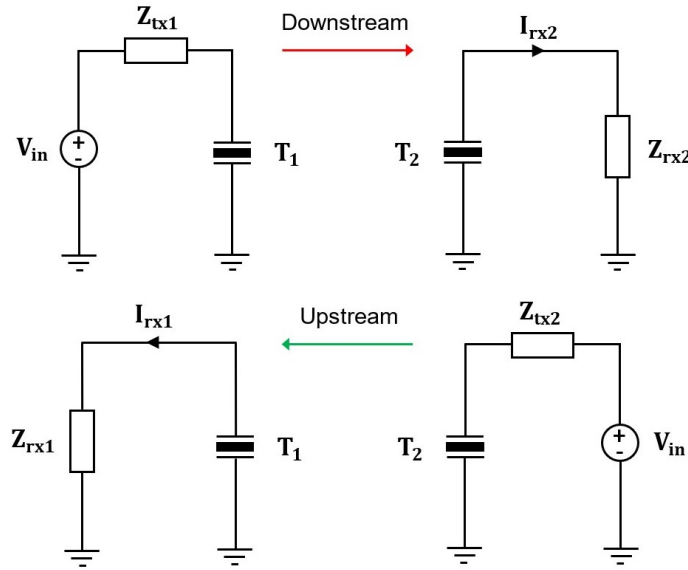 Z_tx1
Downstream
I_rx2
V_in
+
-
T_1
T_2
Z_rx2
I_rx1
Upstream
Z_tx2
Z_rx1
T_1
T_2
+
-
V_in